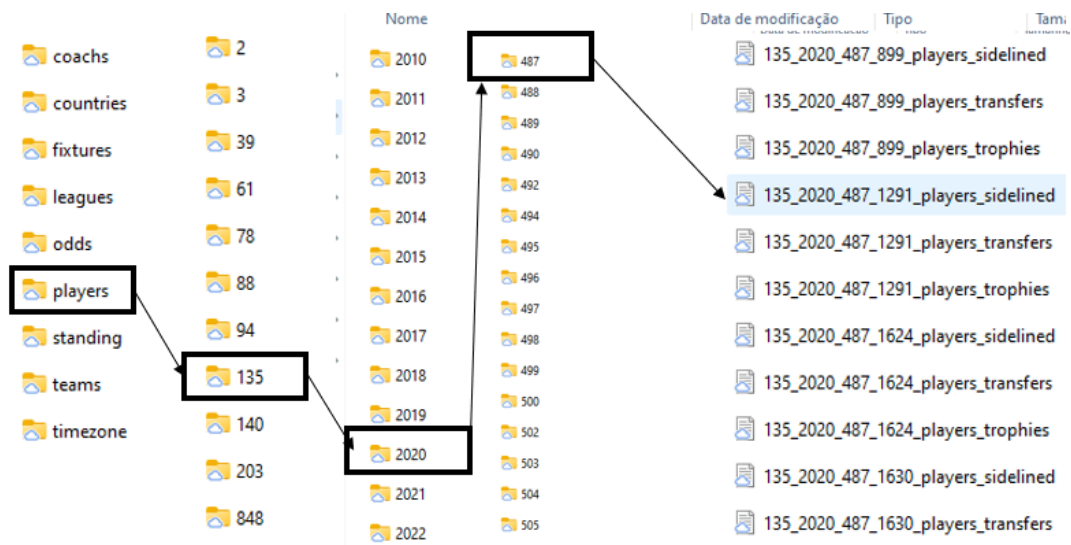 coachs
countries
fixtures
leagues
odds
players
standing
teams
timezone
2
3
39
61
78
88
94
135
140
203
848
Nome
2010
2011
2012
2013
2014
2015
2016
2017
2018
2019
2020
2021
2022
487
488
489
490
492
494
495
496
497
498
499
500
502
503
504
505
Data de modificação Tipo Tama
135_2020_487_899_players_sidelined
135_2020_487_899_players_transfers
135_2020_487_899_players_trophies
135_2020_487_1291_players_sidelined
135_2020_487_1291_players_transfers
135_2020_487_1291_players_trophies
135_2020_487_1624_players_sidelined
135_2020_487_1624_players_transfers
135_2020_487_1624_players_trophies
135_2020_487_1630_players_sidelined
135_2020_487_1630_players_transfers